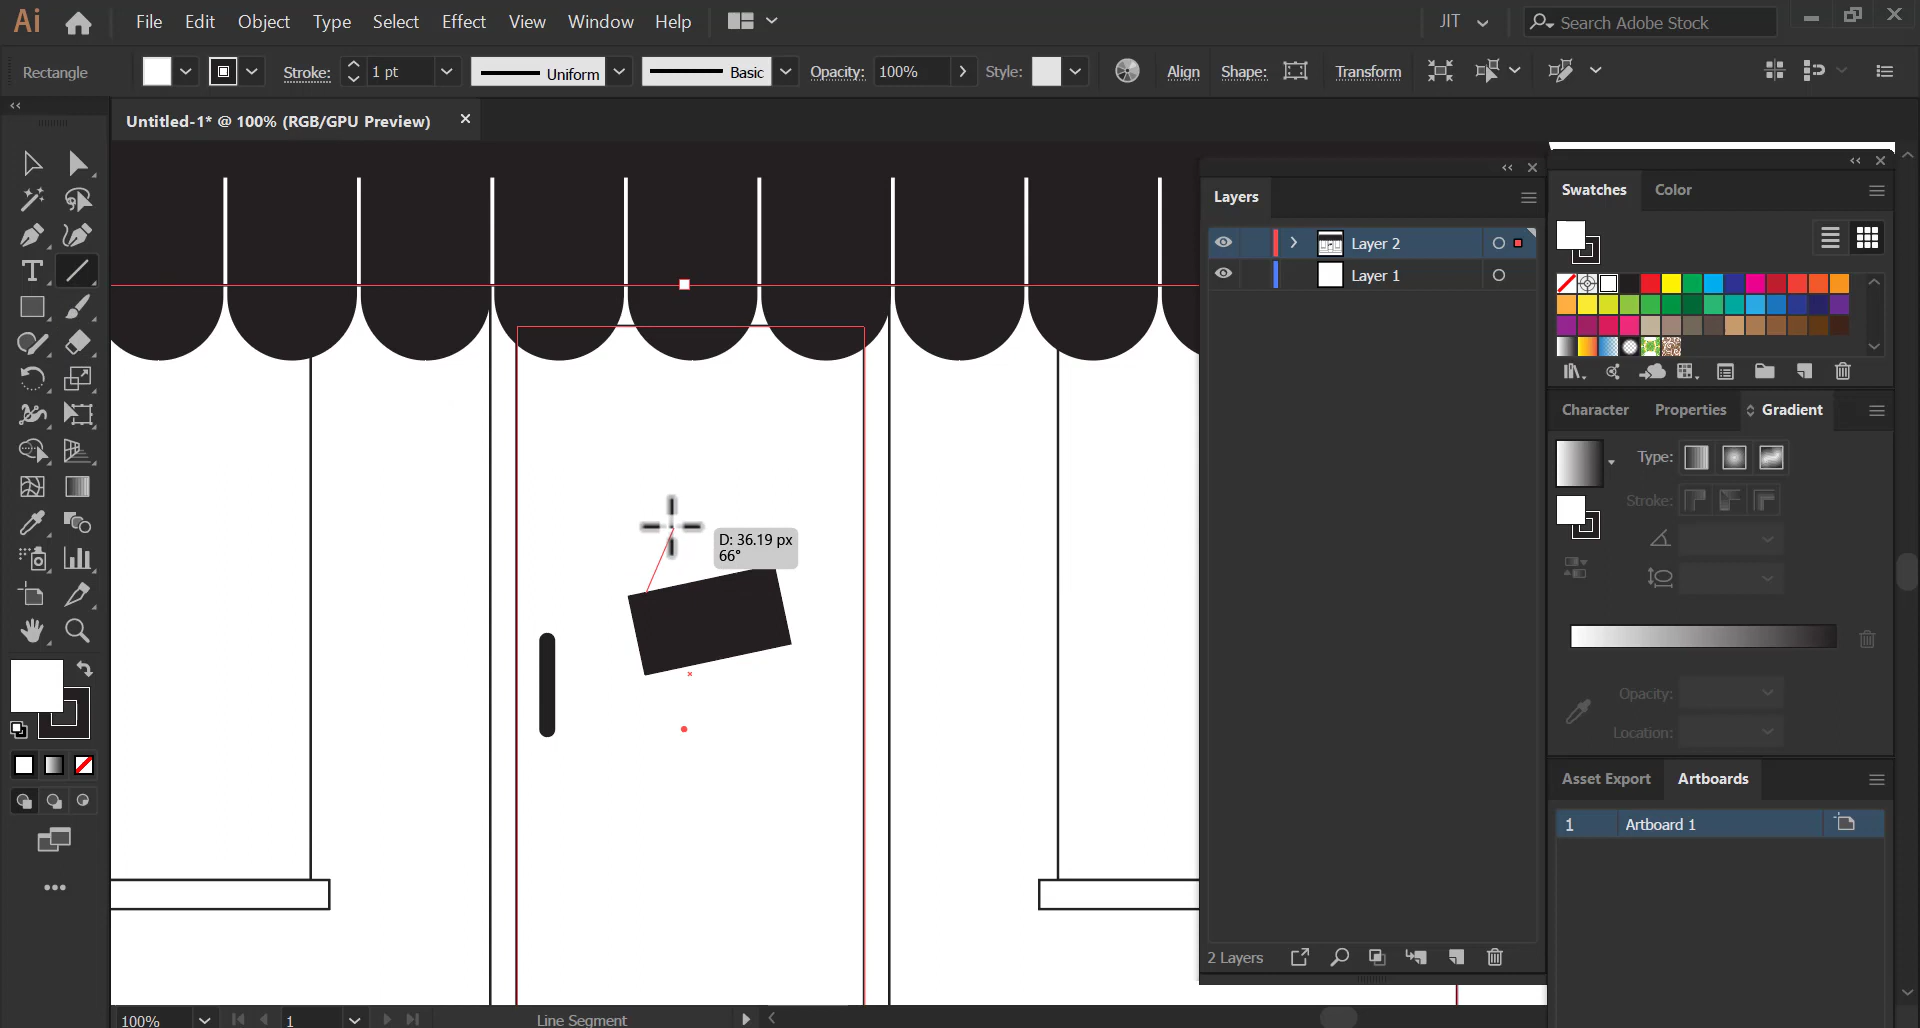 Ai File Edit Object Type Select Effect View Window Help JIT Search Adobe Stock
Rectangle Stroke: 1 pt Uniform Basic Opacity: 100% Style: Align Shape: Transform
Untitled-1* @ 100% (RGB/GPU Preview)
Layers
Layer 2
Layer 1
2 Layers
Swatches Color
Character Properties Gradient
Type:
Stroke:
Opacity:
Location:
Asset Export Artboards
1 Artboard 1
D: 36.19 px
66°
100% 1 Line Segment